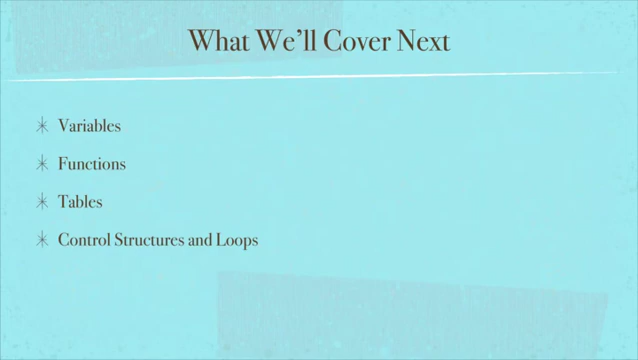 What We'll Cover Next
Variables
Functions
Tables
Control Structures and Loops